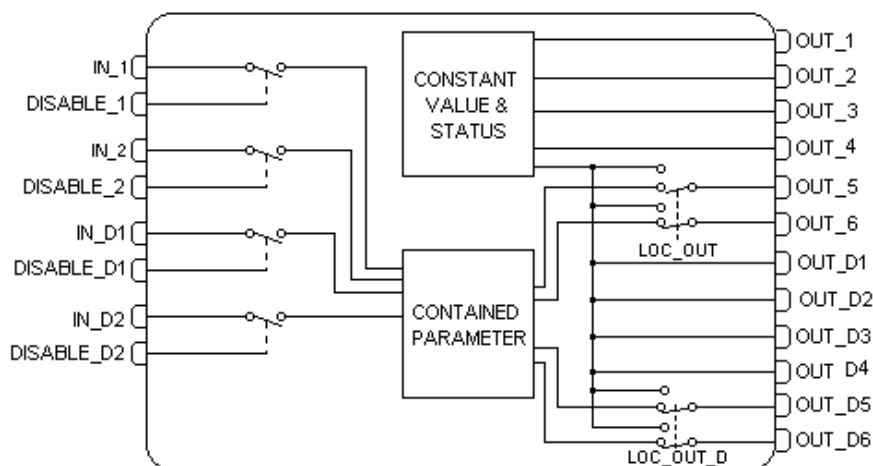 IN_1
DISABLE_1
IN_2
DISABLE_2
IN_D1
DISABLE_D1
IN_D2
DISABLE_D2
CONSTANT
VALUE &
STATUS
CONTAINED
PARAMETER
LOC_OUT
LOC_OUT_D
OUT_1
OUT_2
OUT_3
OUT_4
OUT_5
OUT_6
OUT_D1
OUT_D2
OUT_D3
OUT D4
OUT_D5
OUT_D6